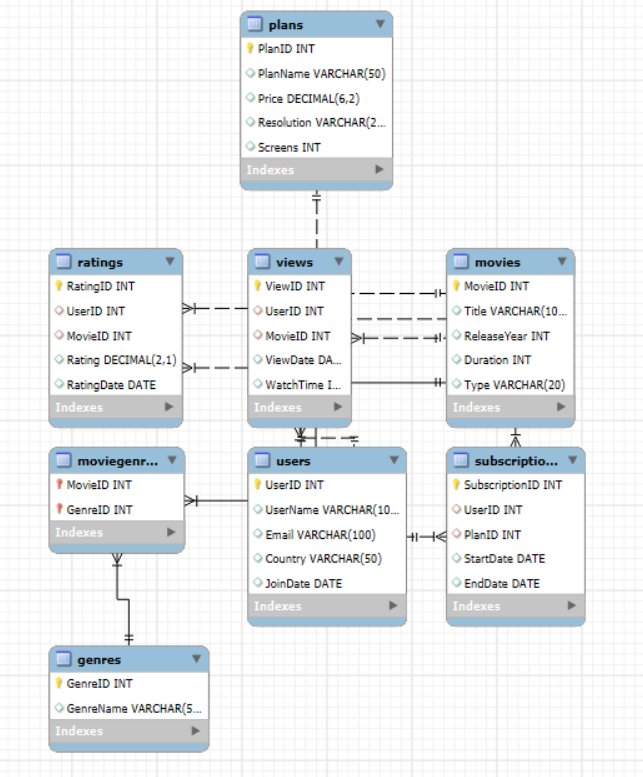 plans
PlanID INT
PlanName VARCHAR(50)
Price DECIMAL(6,2)
Resolution VARCHAR(2...
Screens INT
Indexes
ratings
RatingID INT
UserID INT
MovieID INT
Rating DECIMAL(2,1)
RatingDate DATE
Indexes
views
ViewID INT
UserID INT
MovieID INT
ViewDate DA...
WatchTime I...
Indexes
movies
MovieID INT
Title VARCHAR(10...
ReleaseYear INT
Duration INT
Type VARCHAR(20)
Indexes
moviegenr...
MovieID INT
GenreID INT
Indexes
users
UserID INT
UserName VARCHAR(10...
Email VARCHAR(100)
Country VARCHAR(50)
JoinDate DATE
Indexes
subscriptio...
SubscriptionID INT
UserID INT
PlanID INT
StartDate DATE
EndDate DATE
Indexes
genres
GenreID INT
GenreName VARCHAR(5...
Indexes